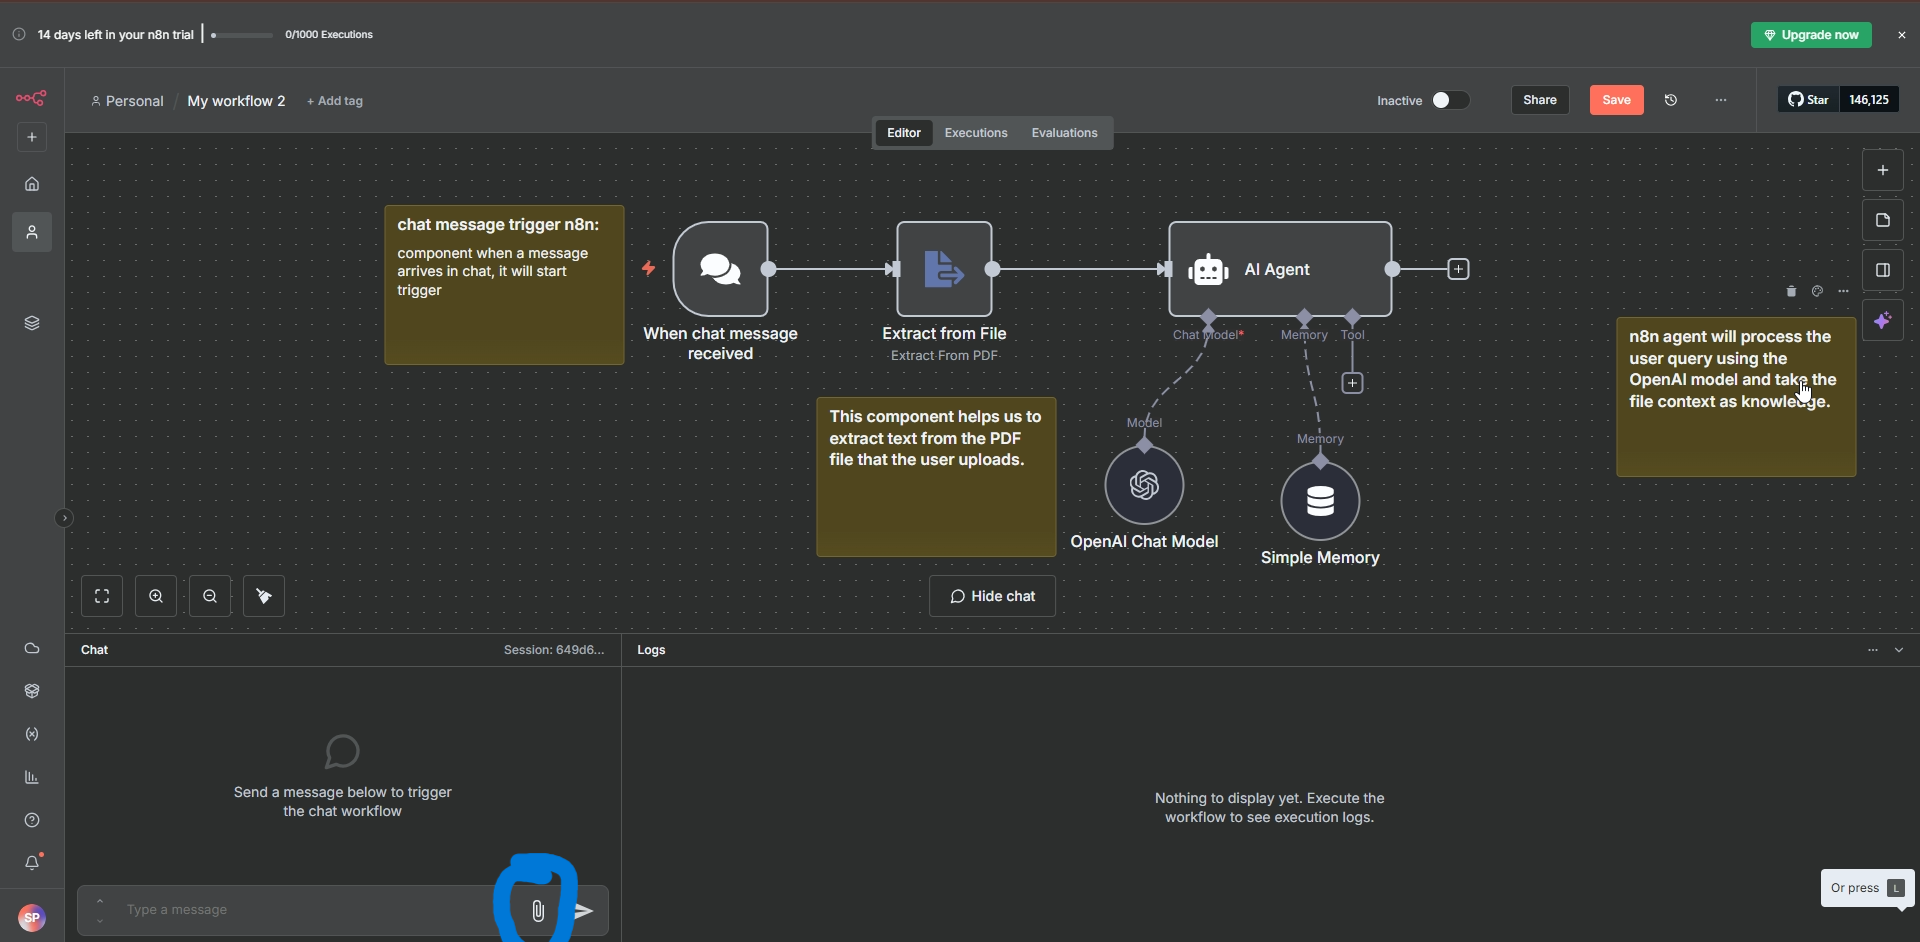 14 days left in your n8n trial
0/1000 Executions
Upgrade now
Personal / My workflow 2 + Add tag
Inactive
Share
Save
Star 146,125
Editor Executions Evaluations
chat message trigger n8n:
component when a message
arrives in chat, it will start
trigger
When chat message
received
Extract from File
Extract From PDF
AI Agent
Chat Model*
Memory
Tool
n8n agent will process the
user query using the
OpenAI model and take the
file context as knowledge.
This component helps us to
extract text from the PDF
file that the user uploads.
Model
OpenAI Chat Model
Memory
Simple Memory
Hide chat
Chat
Session: 649d6...
Logs
Send a message below to trigger
the chat workflow
Nothing to display yet. Execute the
workflow to see execution logs.
Type a message
Or press L
SP